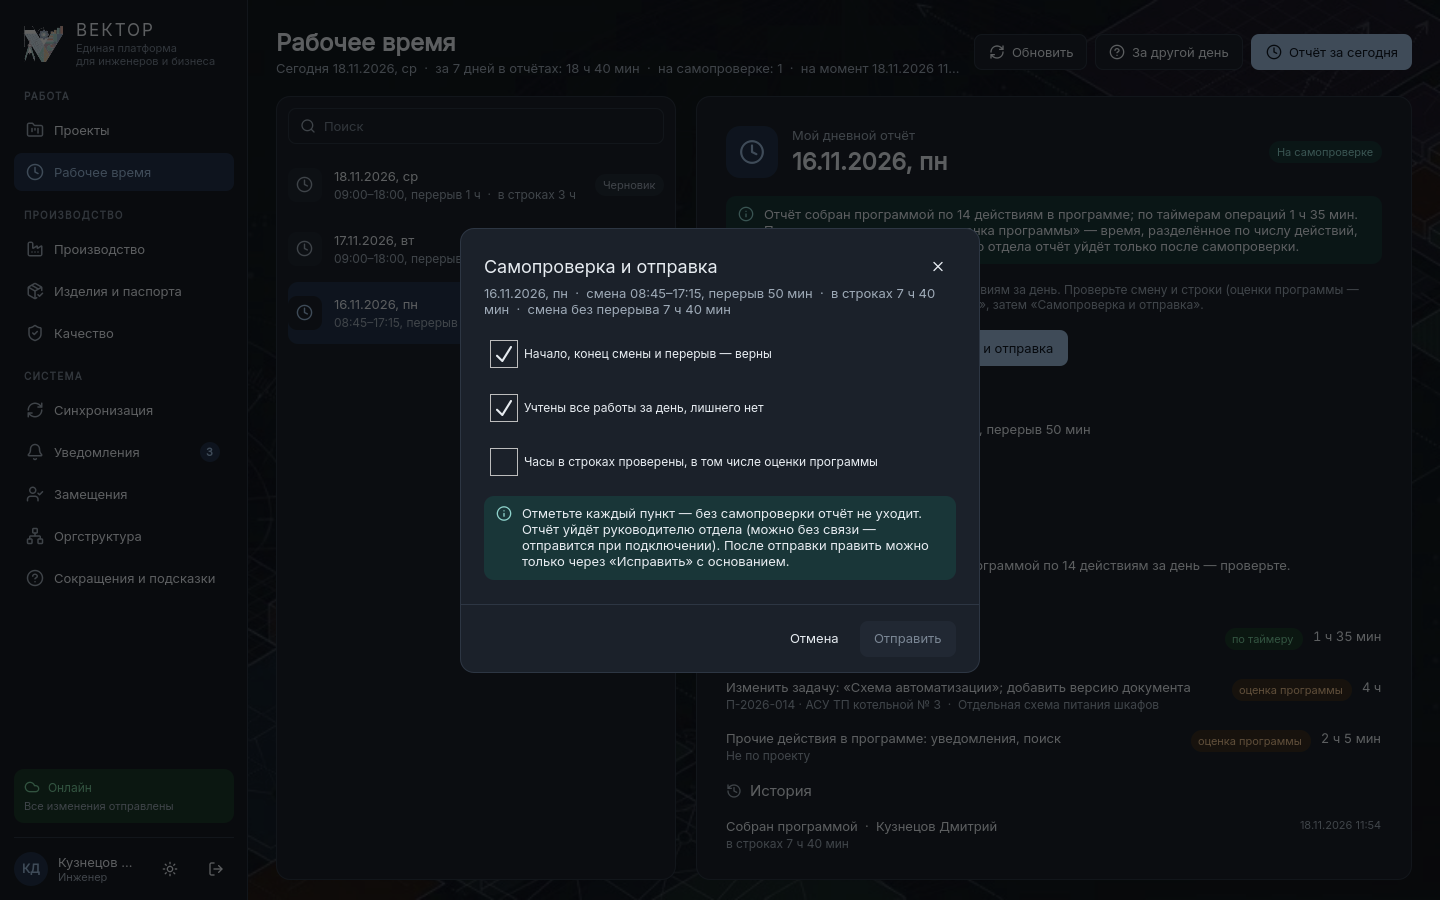 ВЕКТОР
Единая платформа
для инженеров и бизнеса
РАБОТА
Проекты
Рабочее время
ПРОИЗВОДСТВО
Производство
Изделия и паспорта
Качество
СИСТЕМА
Синхронизация
Уведомления 3
Замещения
Оргструктура
Сокращения и подсказки
Онлайн
Все изменения отправлены
КД
Кузнецов ...
Инженер
Рабочее время
Сегодня 18.11.2026, ср · за 7 дней в отчётах: 18 ч 40 мин · на самопроверке: 1 · на момент 18.11.2026 11...
Обновить
За другой день
Отчёт за сегодня
Поиск
18.11.2026, ср
09:00–18:00, перерыв 1 ч · в строках 3 ч
Черновик
17.11.2026, вт
09:00–18:00, перерыв
16.11.2026, пн
08:45–17:15, перерыв
Мой дневной отчёт
16.11.2026, пн
На самопроверке
Отчёт собран программой по 14 действиям в программе; по таймерам операций 1 ч 35 мин.
нка программы» — время, разделённое по числу действий,
отдела отчёт уйдёт только после самопроверки.
виям за день. Проверьте смену и строки (оценки программы —
», затем «Самопроверка и отправка».
и отправка
, перерыв 50 мин
ограммой по 14 действиям за день — проверьте.
по таймеру 1 ч 35 мин
Изменить задачу: «Схема автоматизации»; добавить версию документа
оценка программы 4 ч
П-2026-014 · АСУ ТП котельной № 3 · Отдельная схема питания шкафов
Прочие действия в программе: уведомления, поиск
оценка программы 2 ч 5 мин
Не по проекту
История
Собран программой · Кузнецов Дмитрий
18.11.2026 11:54
в строках 7 ч 40 мин
Самопроверка и отправка
16.11.2026, пн · смена 08:45–17:15, перерыв 50 мин · в строках 7 ч 40
мин · смена без перерыва 7 ч 40 мин
Начало, конец смены и перерыв — верны
Учтены все работы за день, лишнего нет
Часы в строках проверены, в том числе оценки программы
Отметьте каждый пункт — без самопроверки отчёт не уходит.
Отчёт уйдёт руководителю отдела (можно без связи —
отправится при подключении). После отправки править можно
только через «Исправить» с основанием.
Отмена
Отправить